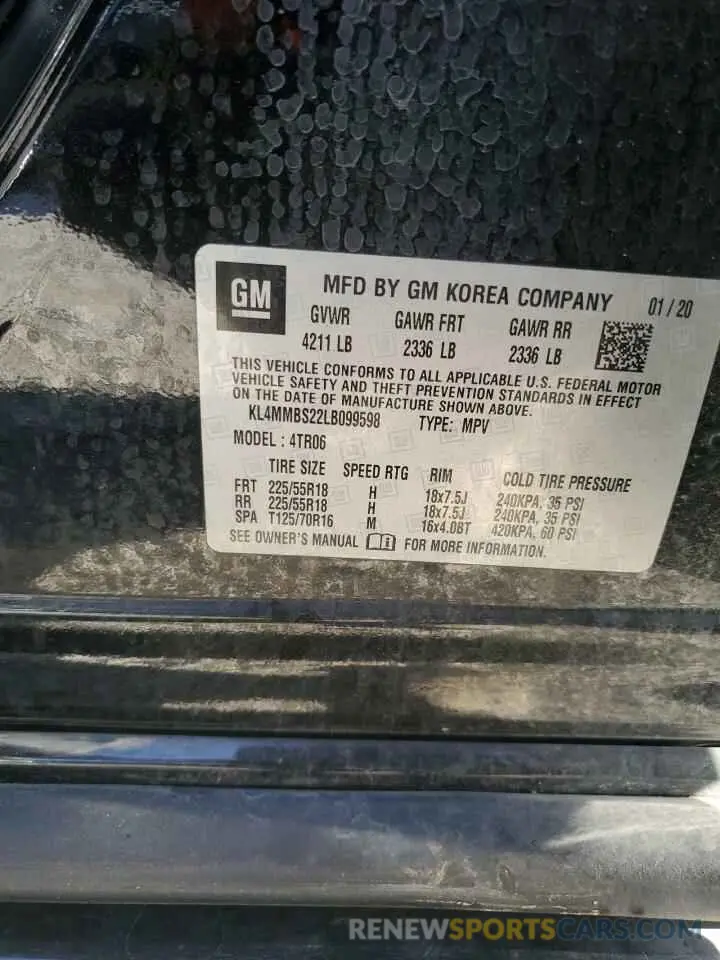 GM
MFD BY GM KOREA COMPANY 01/20
GVWR GAWR FRT GAWR RR
4211 LB 2336 LB 2336 LB
THIS VEHICLE CONFORMS TO ALL APPLICABLE U.S. FEDERAL MOTOR
VEHICLE SAFETY AND THEFT PREVENTION STANDARDS IN EFFECT
ON THE DATE OF MANUFACTURE SHOWN ABOVE.
KL4MMBS22LB099598 TYPE: MPV
MODEL : 4TR06
TIRE SIZE SPEED RTG RIM COLD TIRE PRESSURE
FRT 225/55R18 H 18x7.5J 240KPA, 35 PSI
RR 225/55R18 H 18x7.5J 240KPA, 35 PSI
SPA T125/70R16 M 16x4.0BT 420KPA, 60 PSI
SEE OWNER'S MANUAL FOR MORE INFORMATION.
RENEWSPORTSCARS.COM